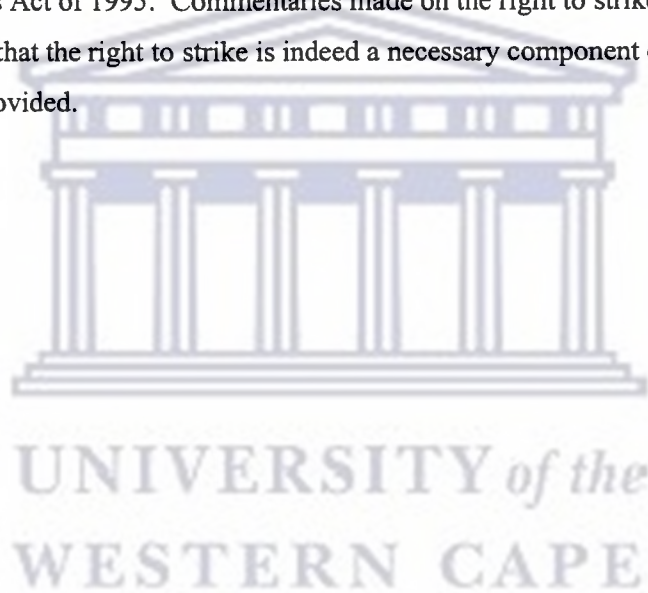 Act of 1995. Commentaries made on the right to strike
that the right to strike is indeed a necessary component
ovided.
UNIVERSITY of the
WESTERN CAPE